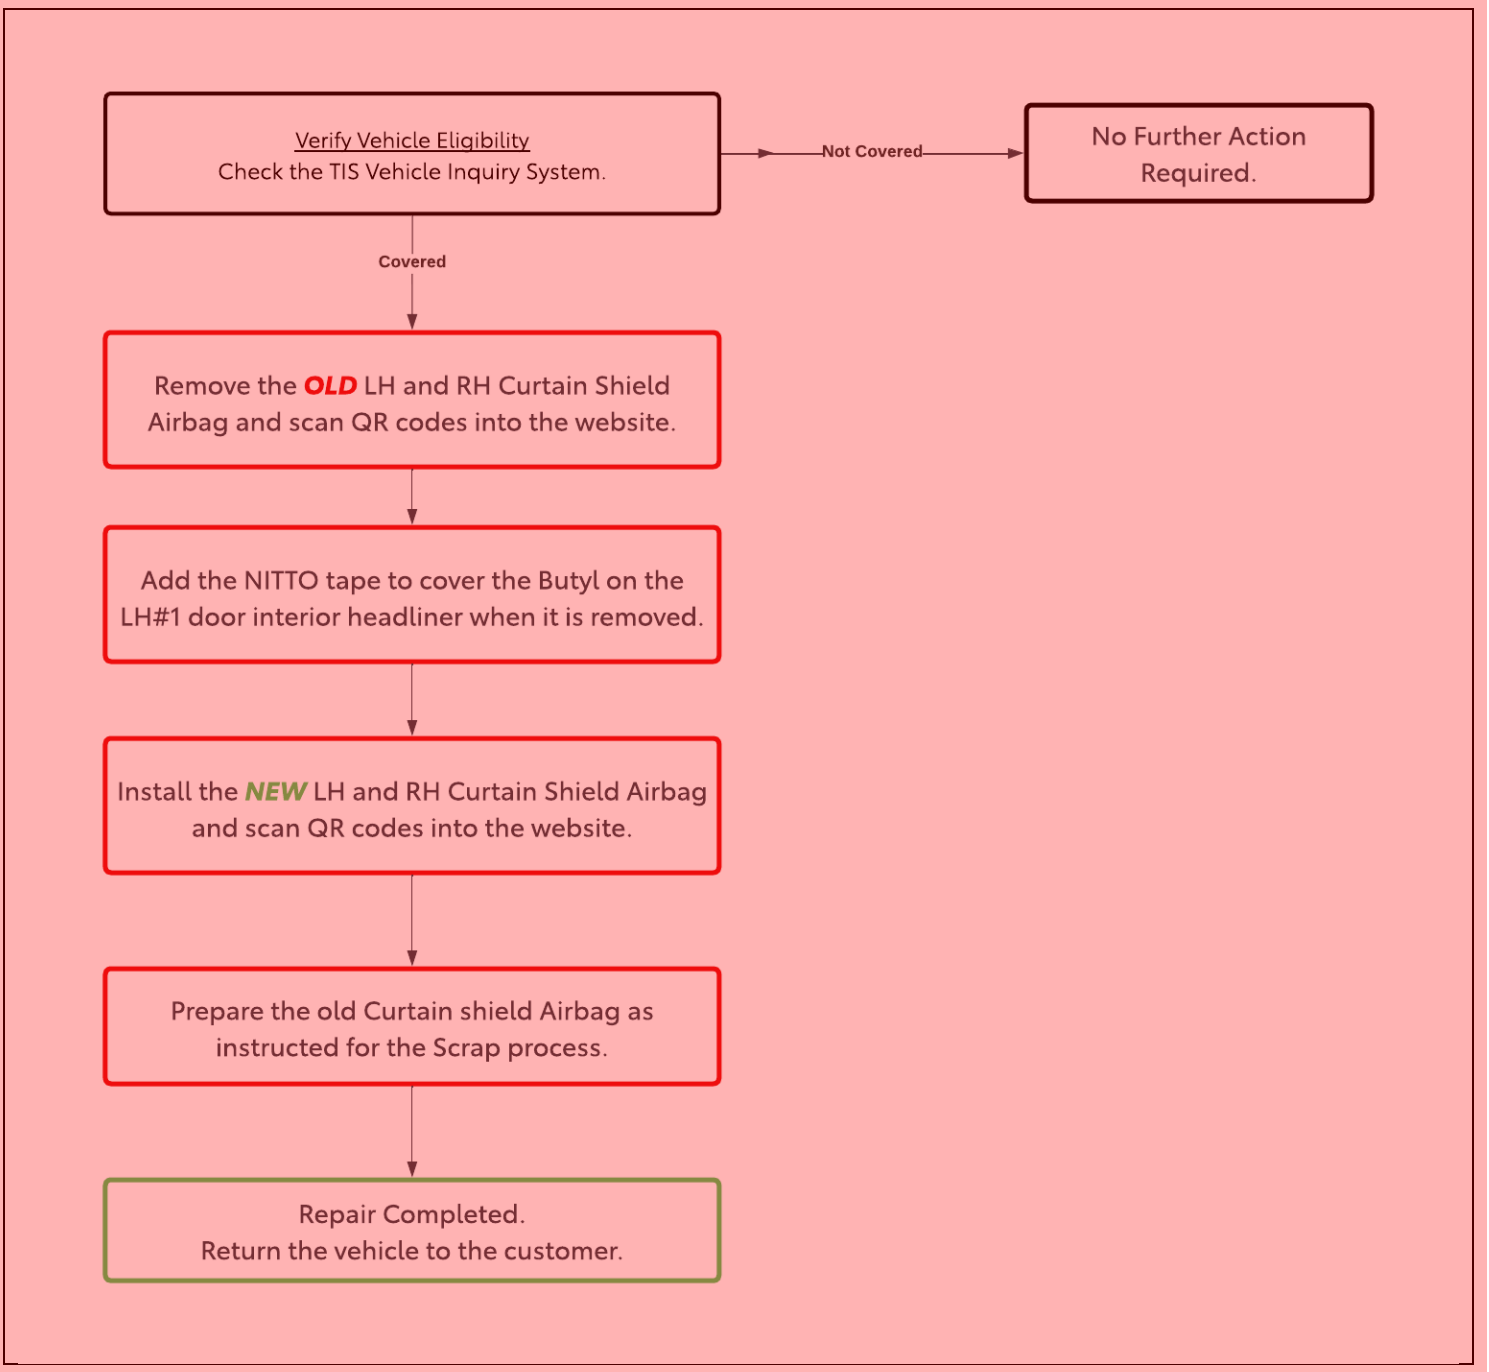 Verify Vehicle Eligibility
Check the TIS Vehicle Inquiry System.
Not Covered
No Further Action
Required.
Covered
Remove the OLD LH and RH Curtain Shield
Airbag and scan QR codes into the website.
Add the NITTO tape to cover the Butyl on the
LH#1 door interior headliner when it is removed.
Install the NEW LH and RH Curtain Shield Airbag
and scan QR codes into the website.
Prepare the old Curtain shield Airbag as
instructed for the Scrap process.
Repair Completed.
Return the vehicle to the customer.